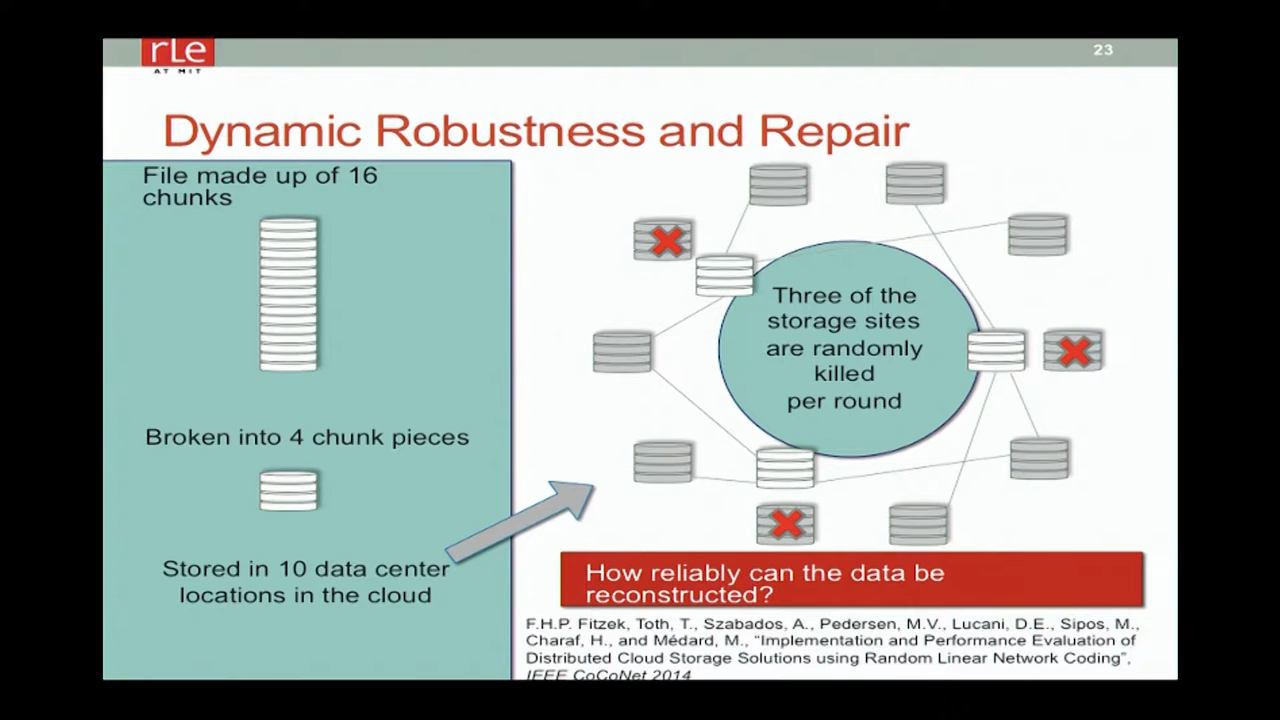 rLe
AT MIT
23
Dynamic Robustness and Repair
File made up of 16
chunks
Broken into 4 chunk pieces
Stored in 10 data center
locations in the cloud
Three of the
storage sites
are randomly
killed
per round
How reliably can the data be
reconstructed?
F.H.P. Fitzek, Toth, T., Szabados, A., Pedersen, M.V., Lucani, D.E., Sipos, M.,
Charaf, H., and Médard, M., “Implementation and Performance Evaluation of
Distributed Cloud Storage Solutions using Random Linear Network Coding”,
IEEE CoCoNet 2014